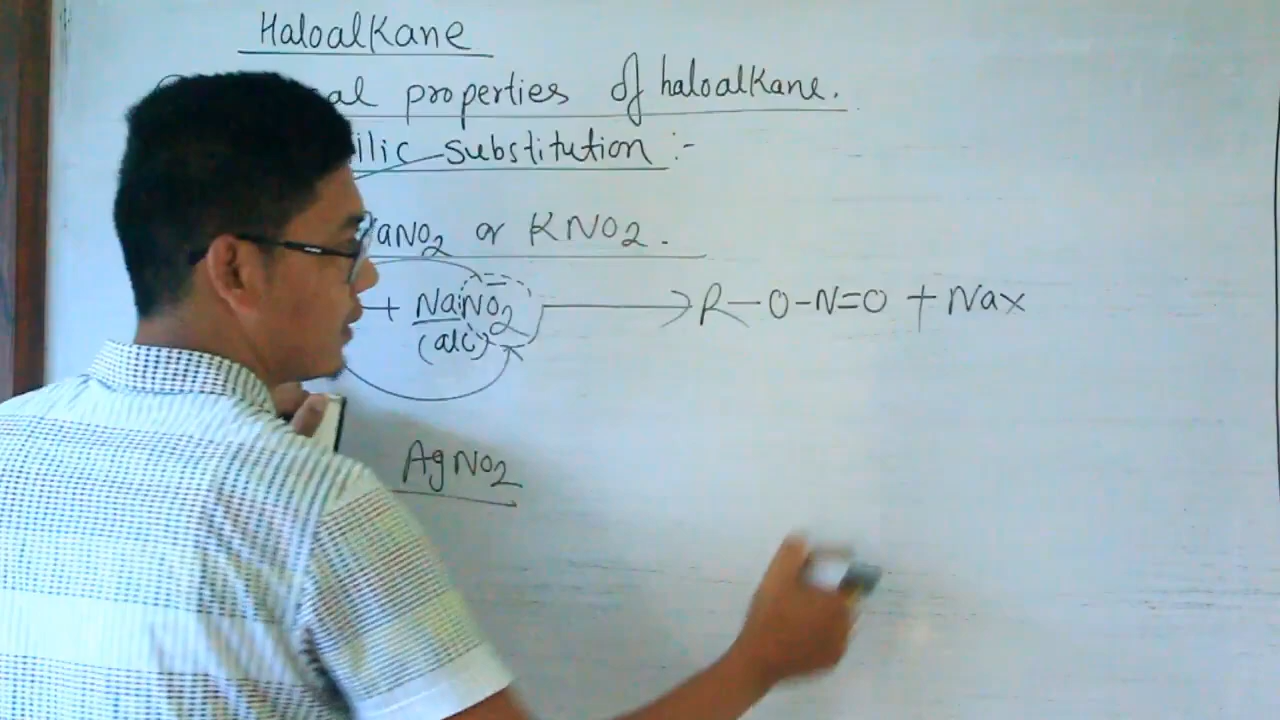 Haloalkane
al properties of haloalkane.
ilic substitution :-
aNO2 or KNO2.
+ NaNO2 → R-O-N=O + Nax
(alc)
AgNO2